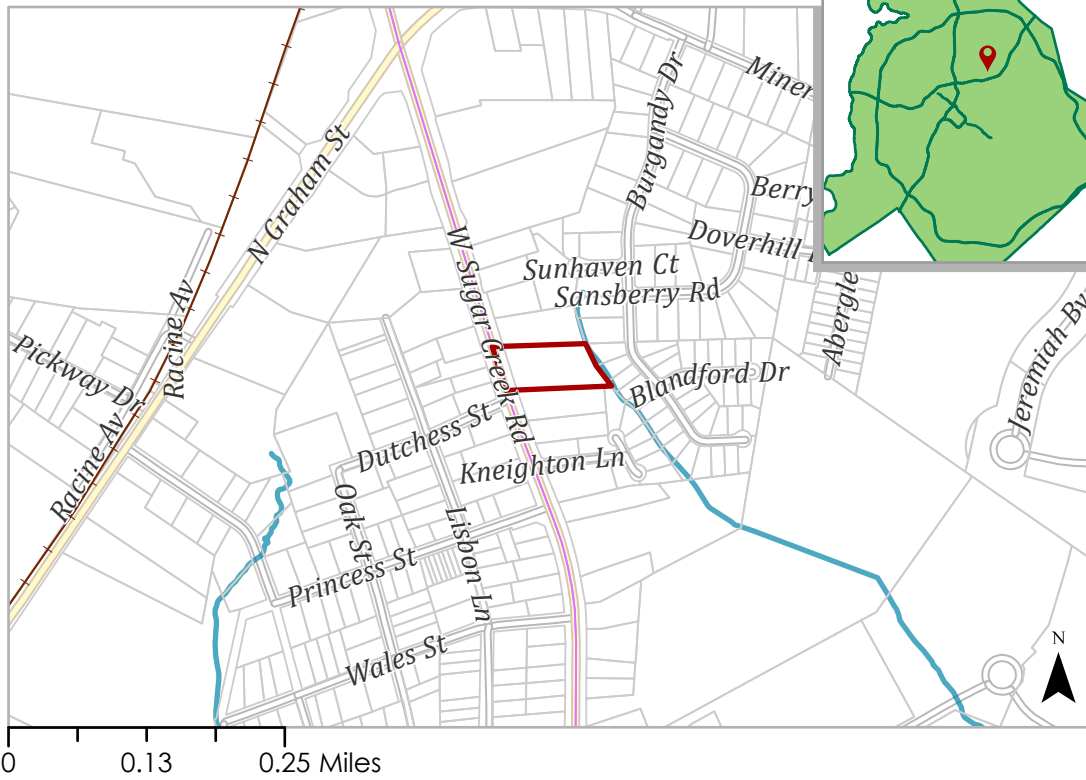 Miner
Burgandy Dr
N Graham St
Berry
Doverhill
W Sugar Creek Rd
Sunhaven Ct
Sansberry Rd
Abergle
Racine Av
Jeremiah Bv
Pickway Dr
Blandford Dr
Dutchess St
Racine Av
Kneighton Ln
Oak St
Lisbon Ln
Princess St
Wales St
N
0 0.13 0.25 Miles